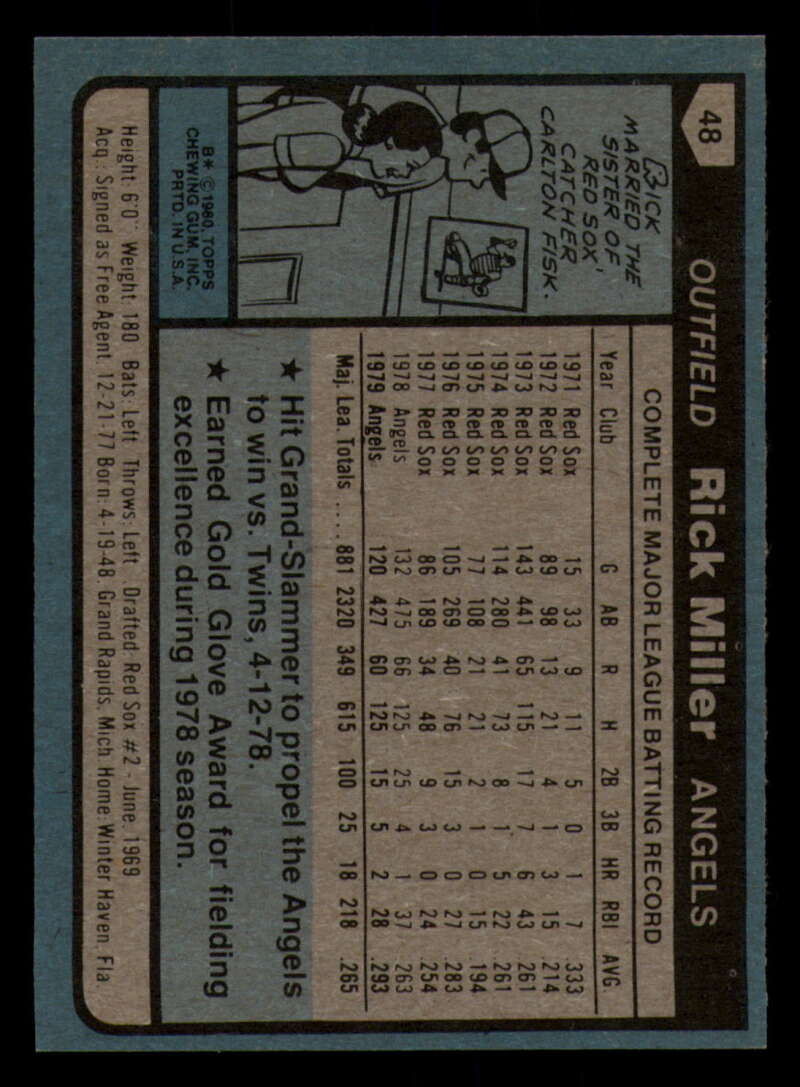 48 OUTFIELD Rick Miller ANGELS
RICK
MARRIED THE
SISTER OF
RED SOX'
CATCHER
CARLTON FISK.
B* © 1980, TOPPS
CHEWING GUM, INC.
PRTD. IN U.S.A.
COMPLETE MAJOR LEAGUE BATTING RECORD
Year Club G AB R H 2B 3B HR RBI AVG.
1971 Red Sox 15 33 9 11 5 0 1 7 .333
1972 Red Sox 89 98 13 21 4 1 3 15 .214
1973 Red Sox 143 441 65 115 17 7 6 43 .261
1974 Red Sox 114 280 41 73 8 1 5 22 .261
1975 Red Sox 77 108 21 21 2 1 0 15 .194
1976 Red Sox 105 269 40 76 15 3 0 27 .283
1977 Red Sox 86 189 34 48 9 3 0 24 .254
1978 Angels 132 475 66 125 25 4 1 37 .263
1979 Angels 120 427 60 125 15 5 2 28 .293
Maj. Lea. Totals .... 881 2320 349 615 100 25 18 218 .265
★ Hit Grand-Slammer to propel the Angels
to win vs. Twins, 4-12-78.
★ Earned Gold Glove Award for fielding
excellence during 1978 season.
Height: 6'0" Weight: 180 Bats: Left Throws: Left Drafted: Red Sox #2 - June, 1969
Acq.: Signed as Free Agent, 12-21-77 Born: 4-19-48, Grand Rapids, Mich Home: Winter Haven, Fla